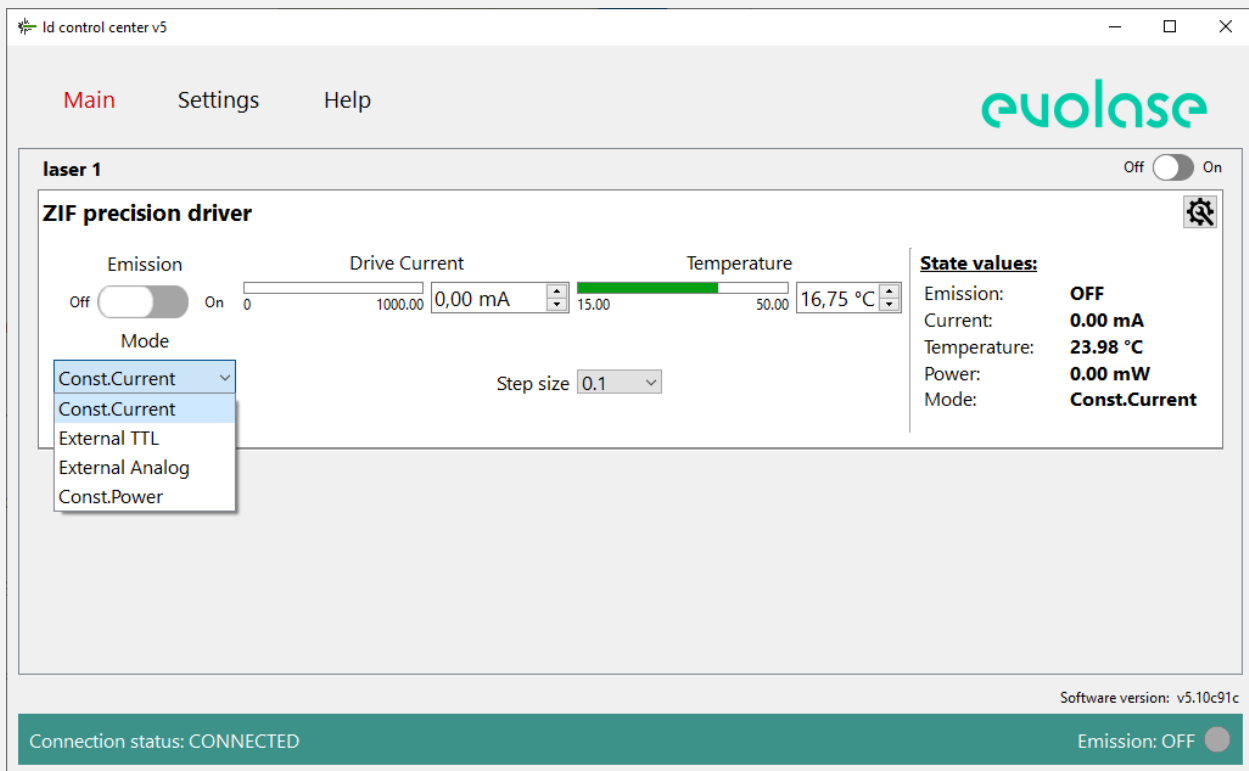 ld control center v5
Main Settings Help
evolase
laser 1
Off On
ZIF precision driver
Emission
Off On
Drive Current
0 1000.00
0,00 mA
Temperature
15.00 50.00
16,75 °C
Mode
Const.Current
Const.Current
External TTL
External Analog
Const.Power
Step size 0.1
State values:
Emission: OFF
Current: 0.00 mA
Temperature: 23.98 °C
Power: 0.00 mW
Mode: Const.Current
Software version: v5.10c91c
Connection status: CONNECTED
Emission: OFF